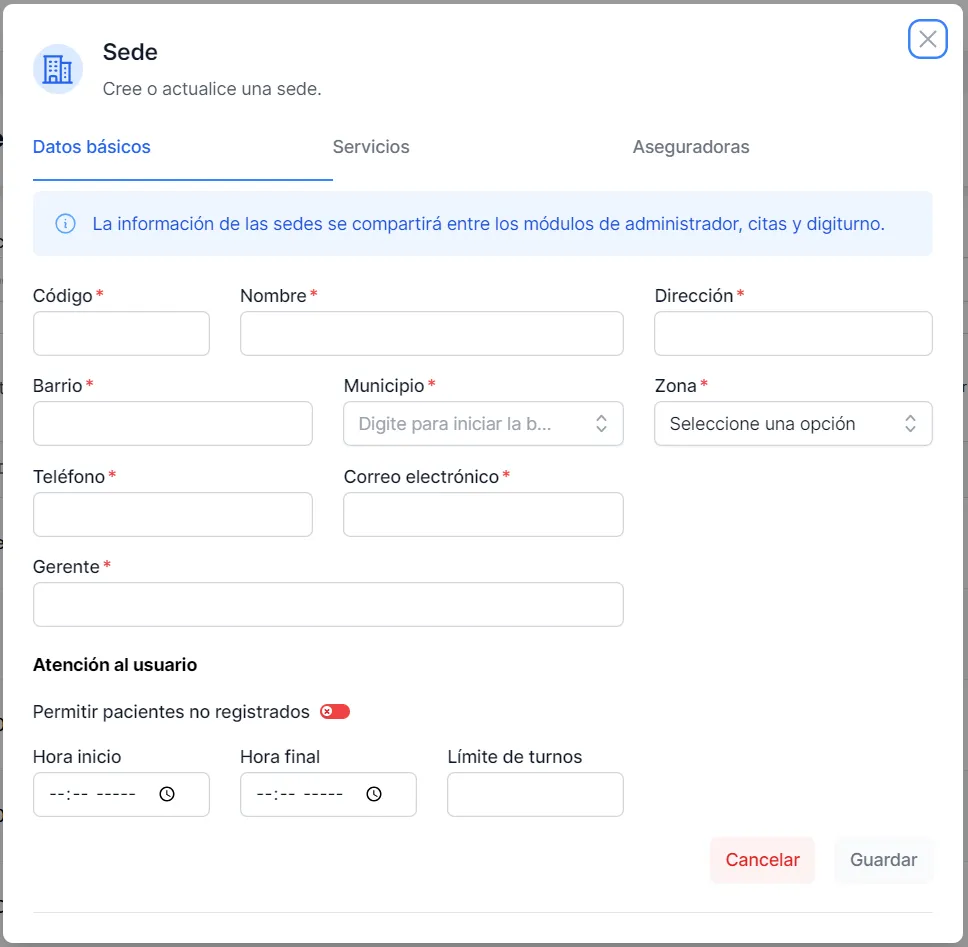 Sede
Cree o actualice una sede.
Datos básicos Servicios Aseguradoras
La información de las sedes se compartirá entre los módulos de administrador, citas y digiturno.
Código * Nombre * Dirección *
Barrio * Municipio * Zona *
Digite para iniciar la b... Seleccione una opción
Teléfono * Correo electrónico *
Gerente *
Atención al usuario
Permitir pacientes no registrados
Hora inicio Hora final Límite de turnos
--:-- ----- --:-- -----
Cancelar Guardar